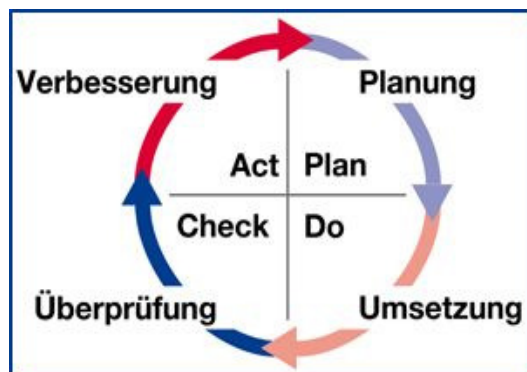 Verbesserung Planung
Act Plan
Check Do
Überprüfung Umsetzung